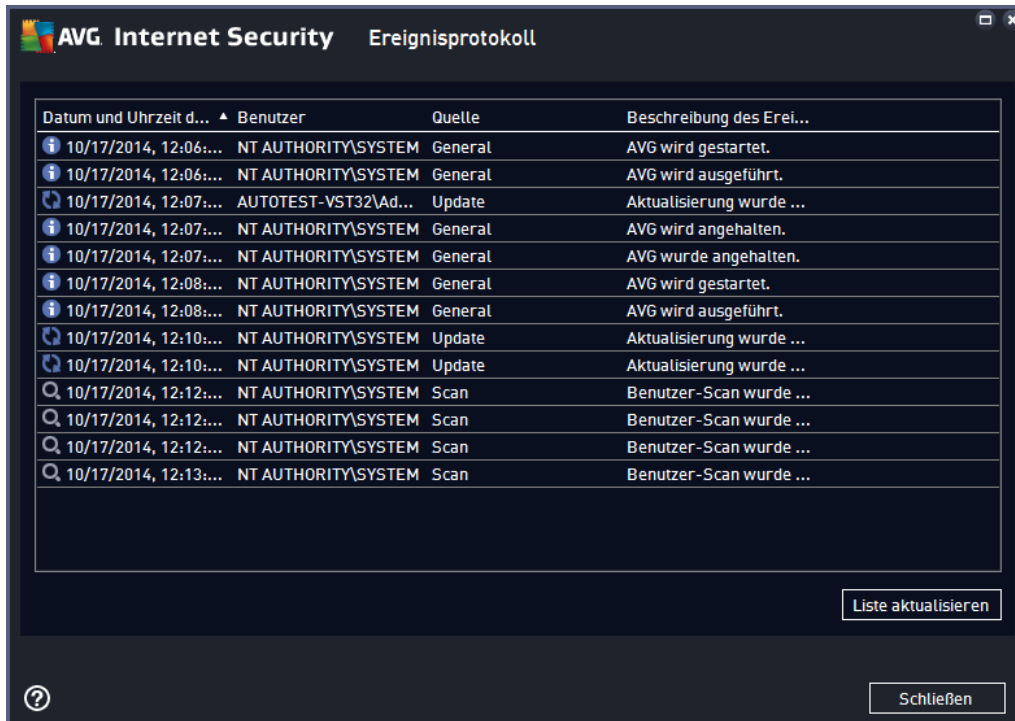 AVG Internet Security Ereignisprotokoll
Datum und Uhrzeit d... Benutzer Quelle Beschreibung des Erei...
10/17/2014, 12:06:... NT AUTHORITY\SYSTEM General AVG wird gestartet.
10/17/2014, 12:06:... NT AUTHORITY\SYSTEM General AVG wird ausgeführt.
10/17/2014, 12:07:... AUTOTEST-VST32\Ad... Update Aktualisierung wurde ...
10/17/2014, 12:07:... NT AUTHORITY\SYSTEM General AVG wird angehalten.
10/17/2014, 12:07:... NT AUTHORITY\SYSTEM General AVG wurde angehalten.
10/17/2014, 12:08:... NT AUTHORITY\SYSTEM General AVG wird gestartet.
10/17/2014, 12:08:... NT AUTHORITY\SYSTEM General AVG wird ausgeführt.
10/17/2014, 12:10:... NT AUTHORITY\SYSTEM Update Aktualisierung wurde ...
10/17/2014, 12:10:... NT AUTHORITY\SYSTEM Update Aktualisierung wurde ...
10/17/2014, 12:12:... NT AUTHORITY\SYSTEM Scan Benutzer-Scan wurde ...
10/17/2014, 12:12:... NT AUTHORITY\SYSTEM Scan Benutzer-Scan wurde ...
10/17/2014, 12:12:... NT AUTHORITY\SYSTEM Scan Benutzer-Scan wurde ...
10/17/2014, 12:13:... NT AUTHORITY\SYSTEM Scan Benutzer-Scan wurde ...
Liste aktualisieren
Schließen